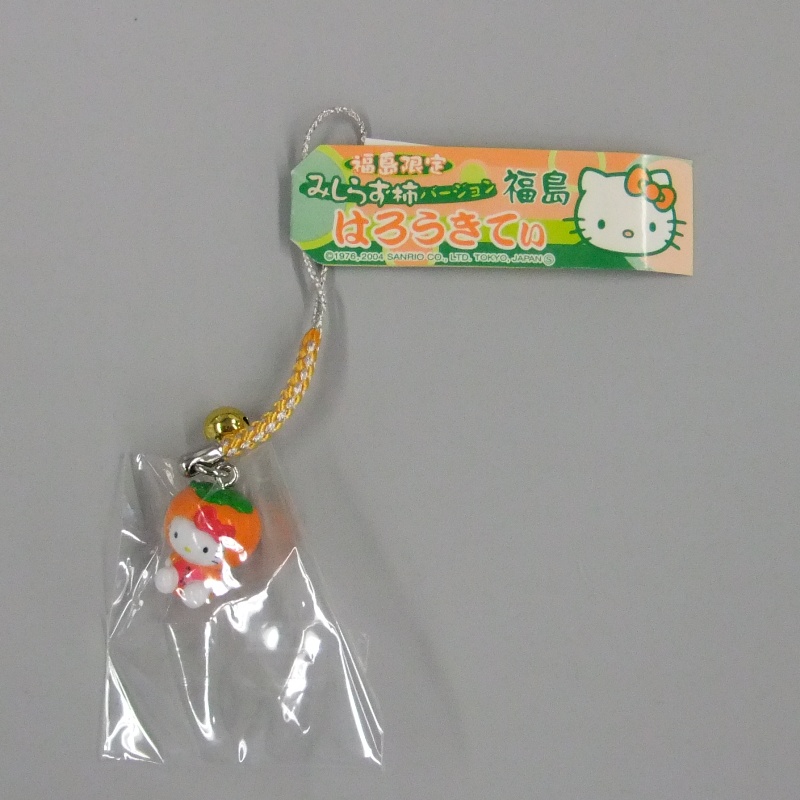 福島限定
みしらず柿バージョン 福島
はろうきてぃ
©1976, 2004 SANRIO CO., LTD. TOKYO, JAPAN Ⓢ